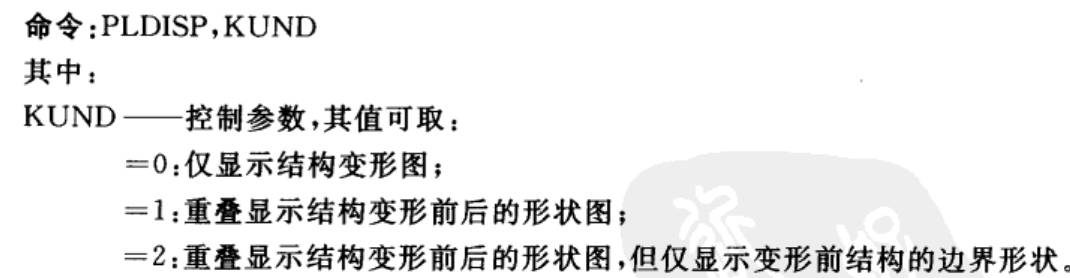 命令:PLDISP,KUND
其中:
KUND——控制参数,其值可取:
=0:仅显示结构变形图;
=1:重叠显示结构变形前后的形状图;
=2:重叠显示结构变形前后的形状图,但仅显示变形前结构的边界形状。